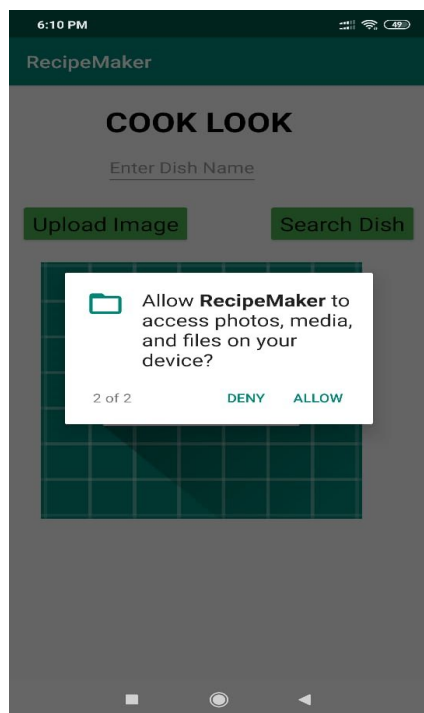 6:10 PM
49
RecipeMaker
COOK LOOK
Enter Dish Name
Upload Image
Search Dish
Allow RecipeMaker to
access photos, media,
and files on your
device?
2 of 2
DENY
ALLOW